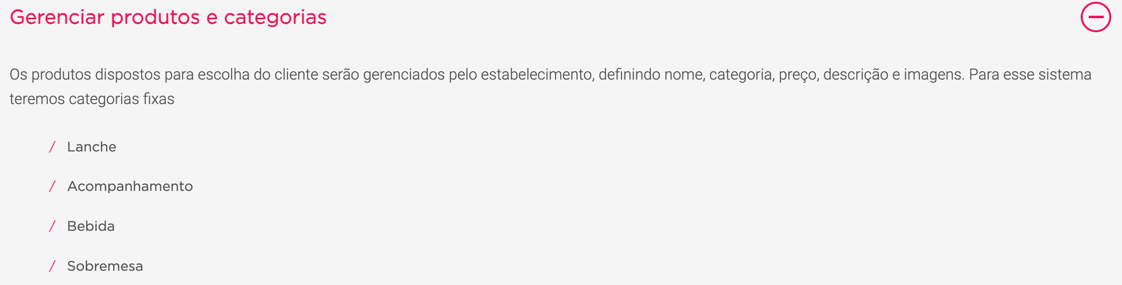 Gerenciar produtos e categorias
Os produtos dispostos para escolha do cliente serão gerenciados pelo estabelecimento, definindo nome, categoria, preço, descrição e imagens. Para esse sistema
teremos categorias fixas
/ Lanche
/ Acompanhamento
/ Bebida
/ Sobremesa